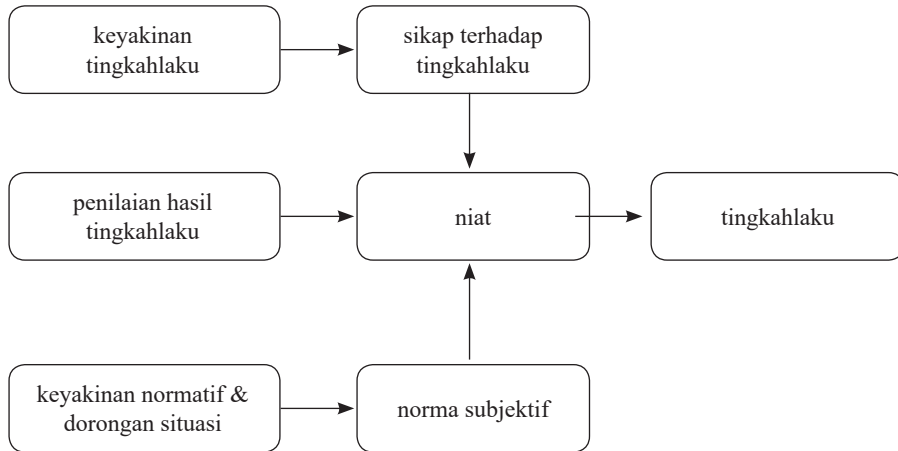 keyakinan
tingkahlaku
sikap terhadap
tingkahlaku
penilaian hasil
tingkahlaku
niat
tingkahlaku
keyakinan normatif &
dorongan situasi
norma subjektif